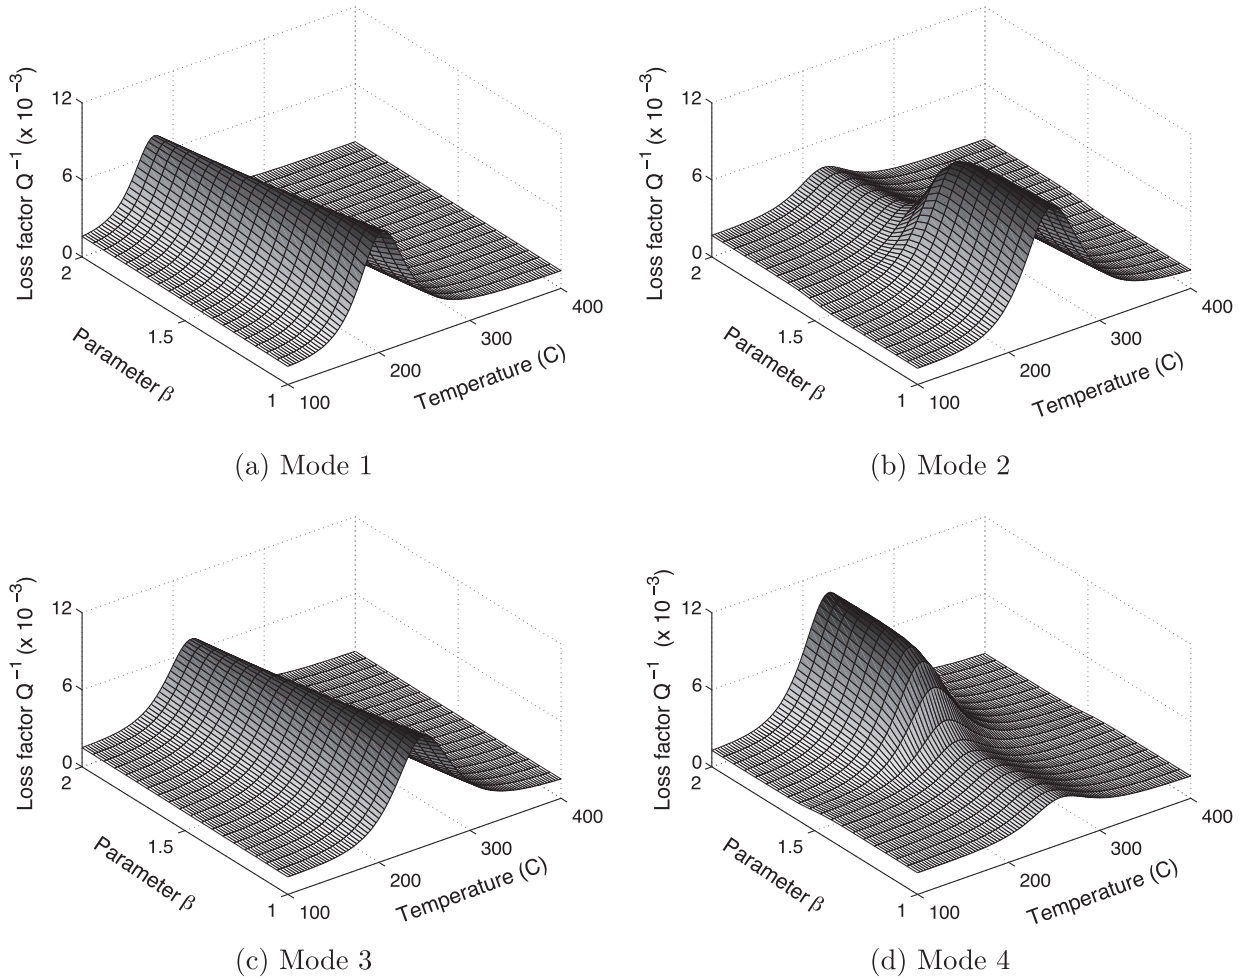 Loss factor Q⁻¹ (x 10⁻³)
12
6
0
2
1.5
1
Parameter β
100
200
300
400
Temperature (C)
(a) Mode 1
Loss factor Q⁻¹ (x 10⁻³)
12
6
0
2
1.5
1
Parameter β
100
200
300
400
Temperature (C)
(b) Mode 2
Loss factor Q⁻¹ (x 10⁻³)
12
6
0
2
1.5
1
Parameter β
100
200
300
400
Temperature (C)
(c) Mode 3
Loss factor Q⁻¹ (x 10⁻³)
12
6
0
2
1.5
1
Parameter β
100
200
300
400
Temperature (C)
(d) Mode 4